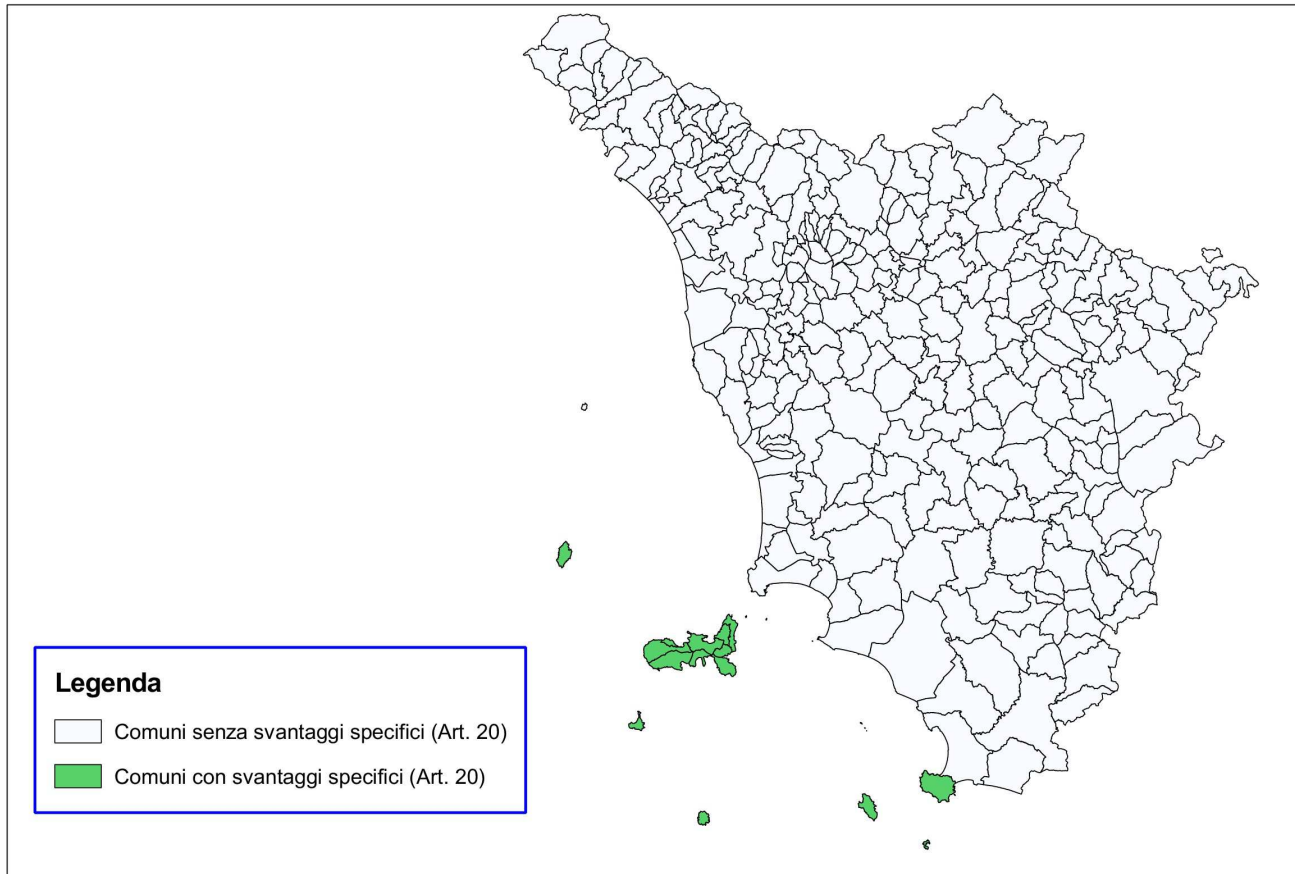 Legenda
Comuni senza svantaggi specifici (Art. 20)
Comuni con svantaggi specifici (Art. 20)